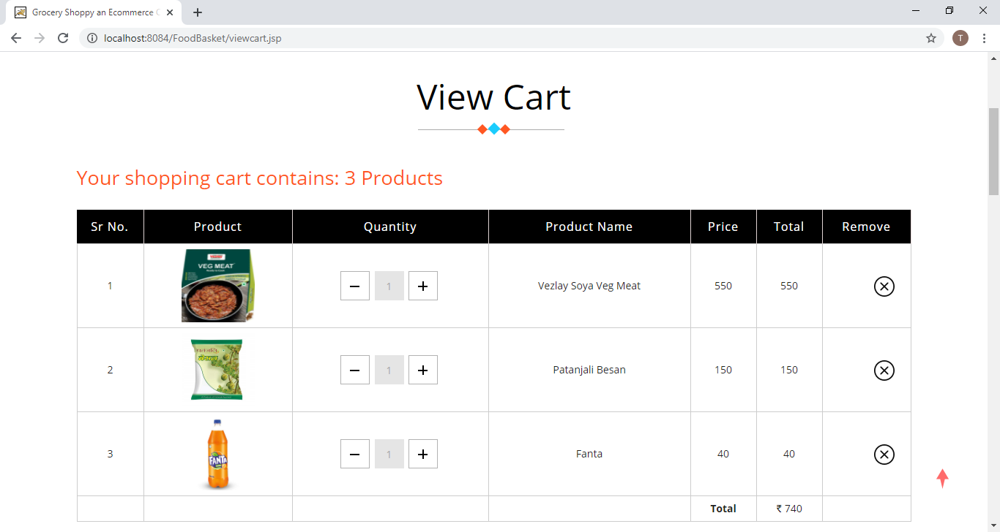 Grocery Shoppy an Ecommerce
localhost:8084/FoodBasket/viewcart.jsp
T
View Cart
Your shopping cart contains: 3 Products
Sr No. Product Quantity Product Name Price Total Remove
VEG MEAT
1 1 Vezlay Soya Veg Meat 550 550
2 1 Patanjali Besan 150 150
FANTA
3 1 Fanta 40 40
Total ₹ 740